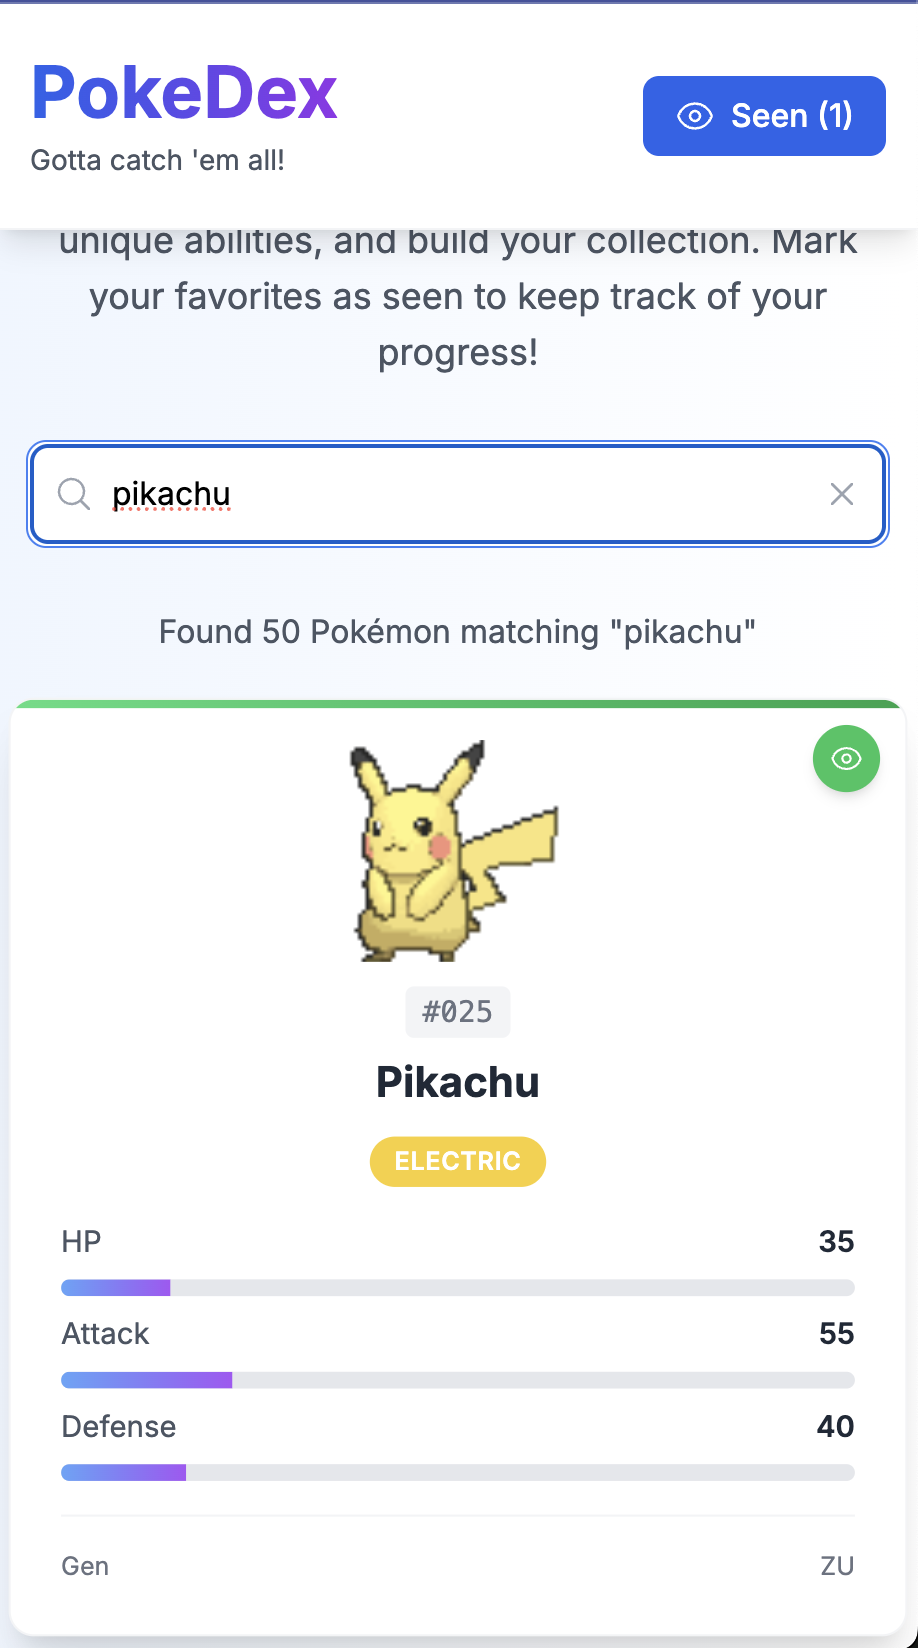 PokeDex
Gotta catch 'em all!
Seen (1)
unique abilities, and build your collection. Mark
your favorites as seen to keep track of your
progress!
pikachu
Found 50 Pokémon matching "pikachu"
#025
Pikachu
ELECTRIC
HP 35
Attack 55
Defense 40
Gen ZU